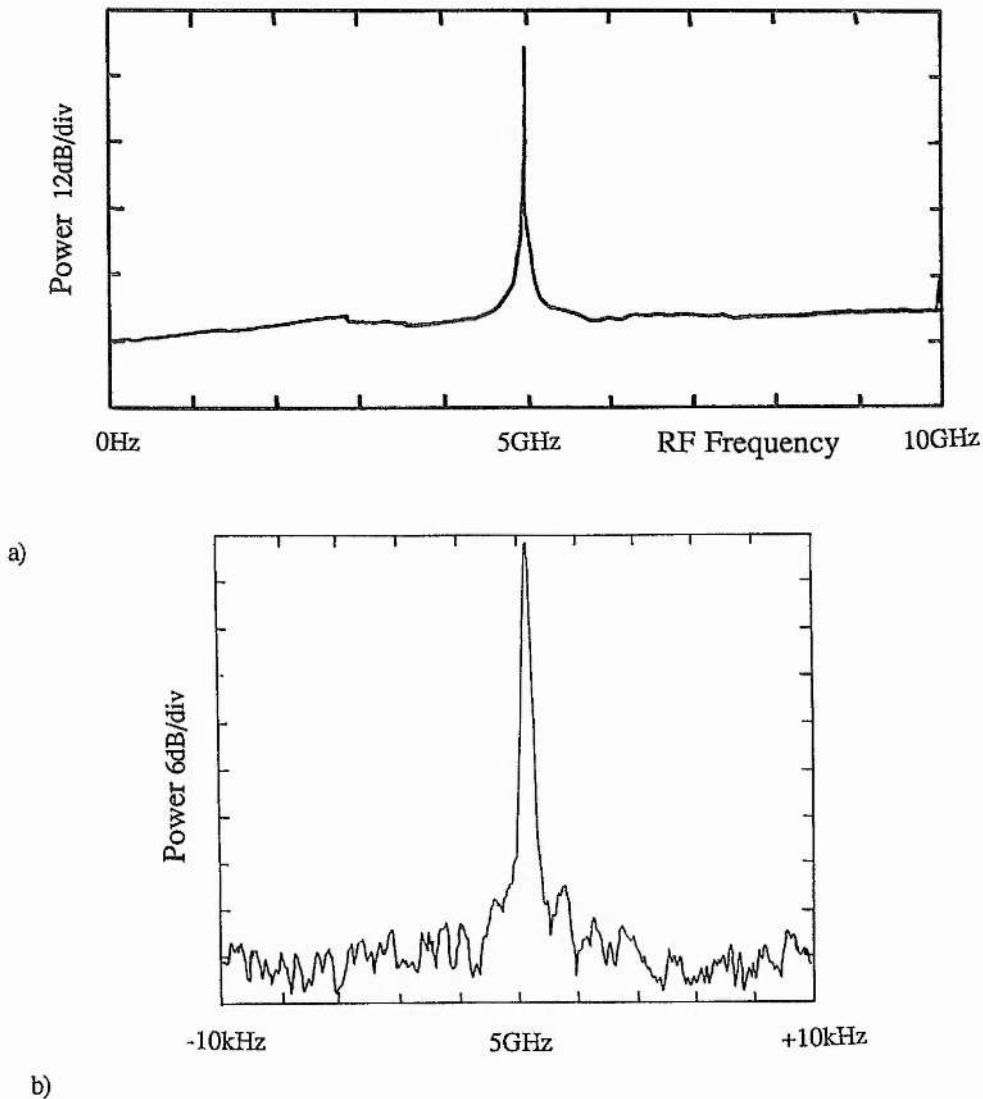 Power 12dB/div
0Hz 5GHz RF Frequency 10GHz
a)
Power 6dB/div
-10kHz 5GHz +10kHz
b)